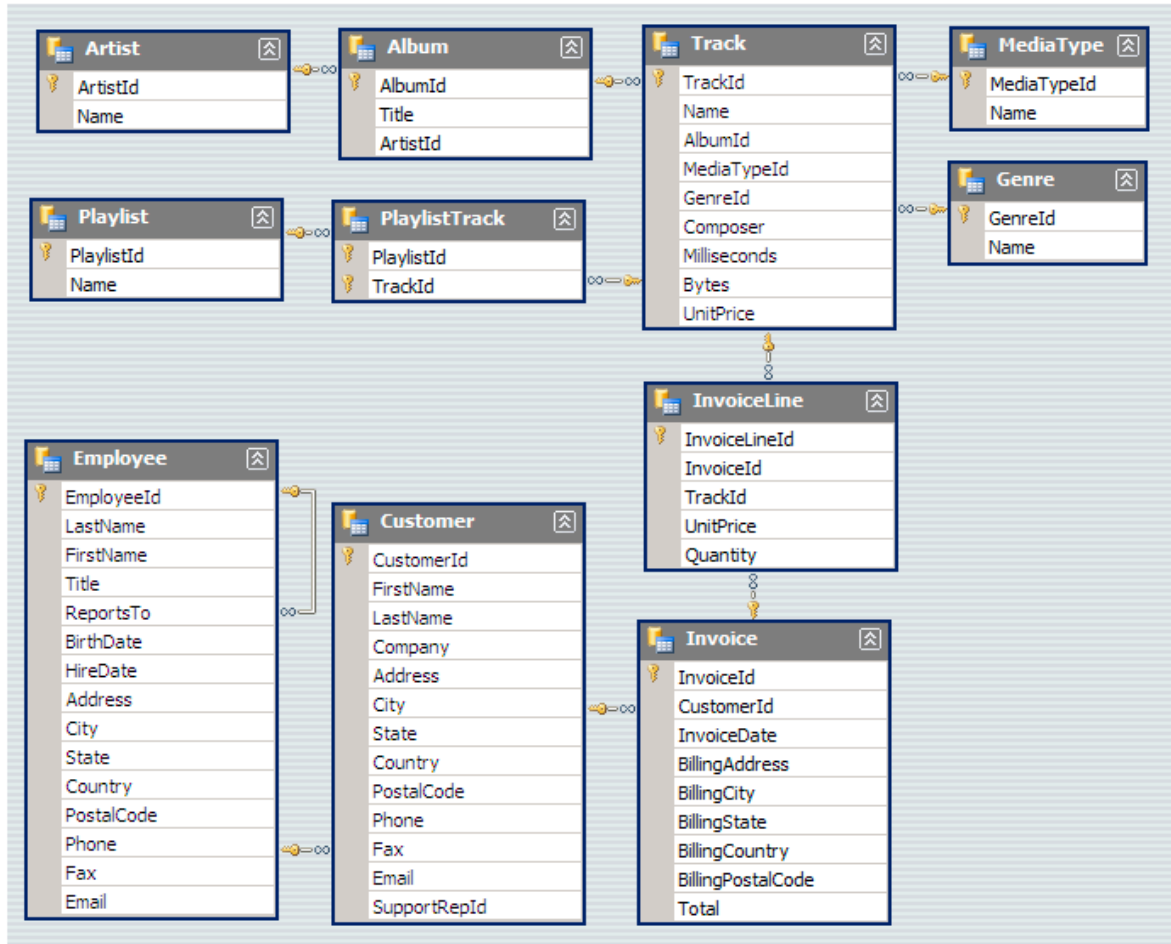 Artist
ArtistId
Name
Album
AlbumId
Title
ArtistId
Track
TrackId
Name
AlbumId
MediaTypeId
GenreId
Composer
Milliseconds
Bytes
UnitPrice
MediaType
MediaTypeId
Name
Genre
GenreId
Name
Playlist
PlaylistId
Name
PlaylistTrack
PlaylistId
TrackId
InvoiceLine
InvoiceLineId
InvoiceId
TrackId
UnitPrice
Quantity
Employee
EmployeeId
LastName
FirstName
Title
ReportsTo
BirthDate
HireDate
Address
City
State
Country
PostalCode
Phone
Fax
Email
Customer
CustomerId
FirstName
LastName
Company
Address
City
State
Country
PostalCode
Phone
Fax
Email
SupportRepId
Invoice
InvoiceId
CustomerId
InvoiceDate
BillingAddress
BillingCity
BillingState
BillingCountry
BillingPostalCode
Total